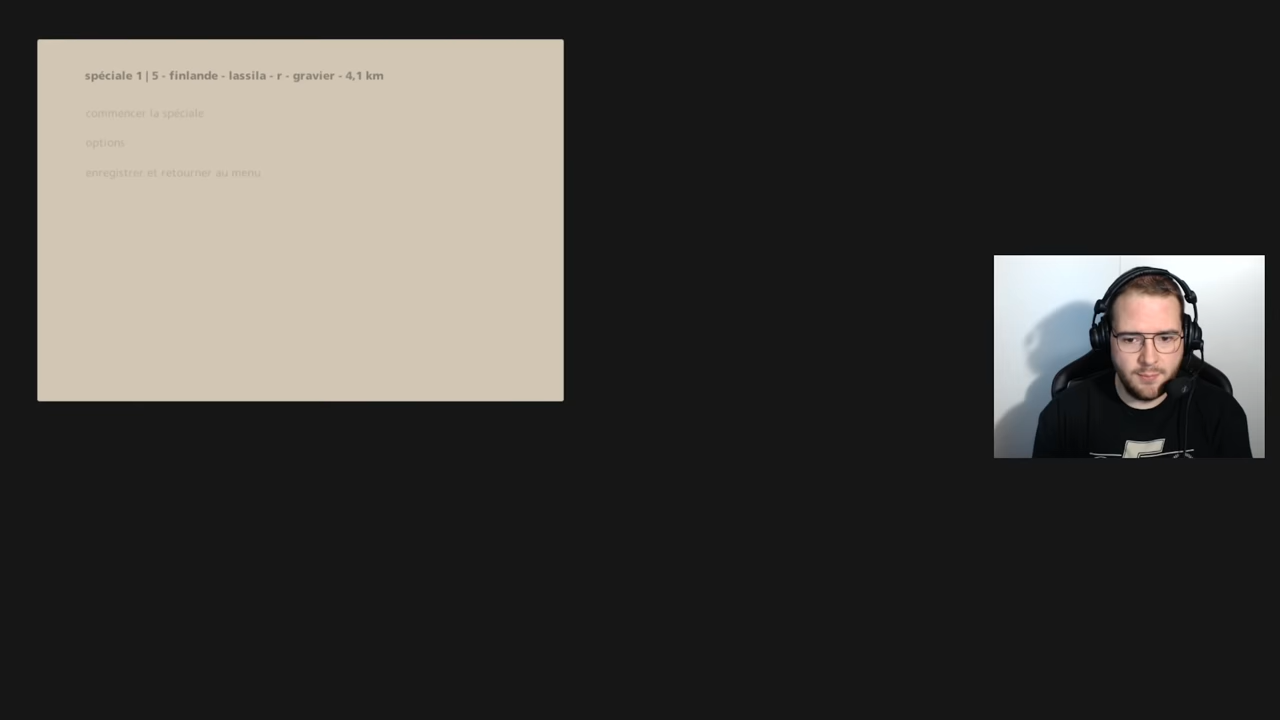 spéciale 1 | 5 - finlande - lassila - r - gravier - 4,1 km
commencer la spéciale
options
enregistrer et retourner au menu